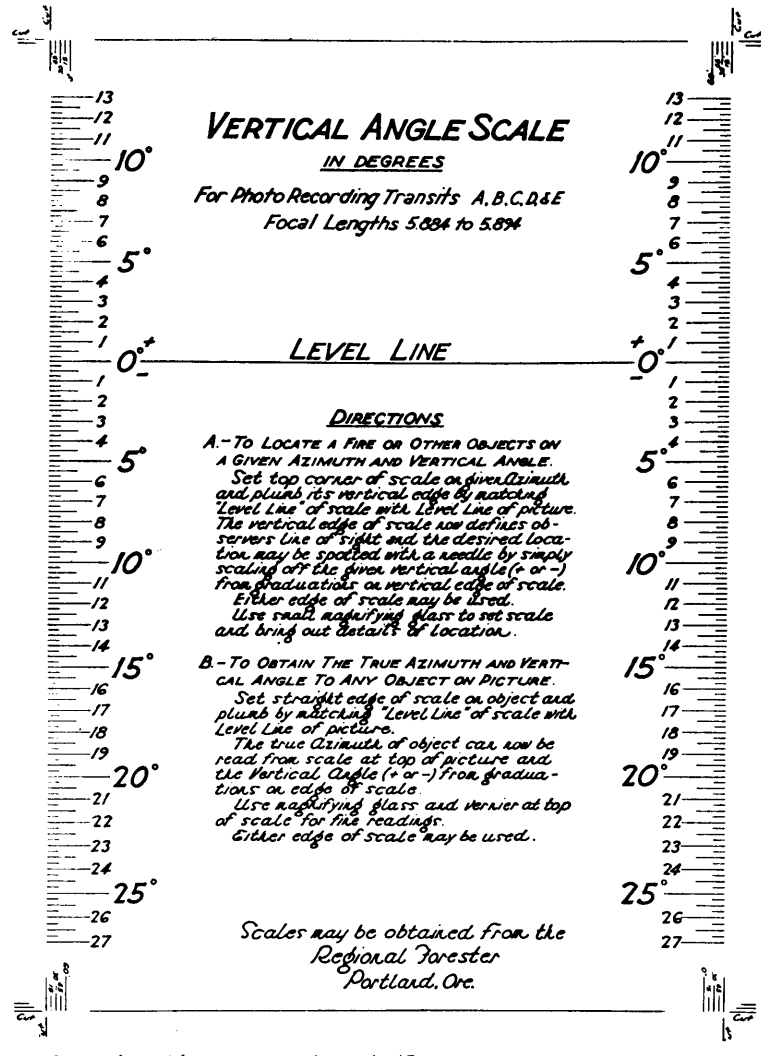 VERTICAL ANGLE SCALE
IN DEGREES
For Photo Recording Transits A,B,C,D,&E
Focal Lengths 5.884 to 5.894
LEVEL LINE
DIRECTIONS
A.-TO LOCATE A FIRE OR OTHER OBJECTS ON
A GIVEN AZIMUTH AND VERTICAL ANGLE.
Set top corner of scale on given Azimuth
and plumb its vertical edge by matching
"Level Line" of scale with Level Line of picture.
The vertical edge of scale now defines ob-
servers line of sight and the desired loca-
tion may be spotted with a needle by simply
scaling off the given vertical angle (+ or -)
from graduations on vertical edge of scale.
Either edge of scale may be used.
Use small magnifying glass to set scale
and bring out details of location.
B.-TO OBTAIN THE TRUE AZIMUTH AND VERTI-
CAL ANGLE TO ANY OBJECT ON PICTURE.
Set straight edge of scale on object and
plumb by matching "Level Line" of scale with
Level Line of picture.
The true Azimuth of object can now be
read from scale at top of picture and
the Vertical Angle (+ or -) from gradua-
tions on edge of scale.
Use magnifying glass and vernier at top
of scale for fine readings.
Either edge of scale may be used.
Scales may be obtained from the
Regional Forester
Portland, Ore.
Cut
Cut
Cut
Cut
13
12
11
10°
9
8
7
6
5°
4
3
2
1
0° + -
1
2
3
4
5°
6
7
8
9
10°
11
12
13
14
15°
16
17
18
19
20°
21
22
23
24
25°
26
27
13
12
11
10°
9
8
7
6
5°
4
3
2
1
+ - 0°
1
2
3
4
5°
6
7
8
9
10°
11
12
13
14
15°
16
17
18
19
20°
21
22
23
24
25°
26
27
Cut
Cut
Cut